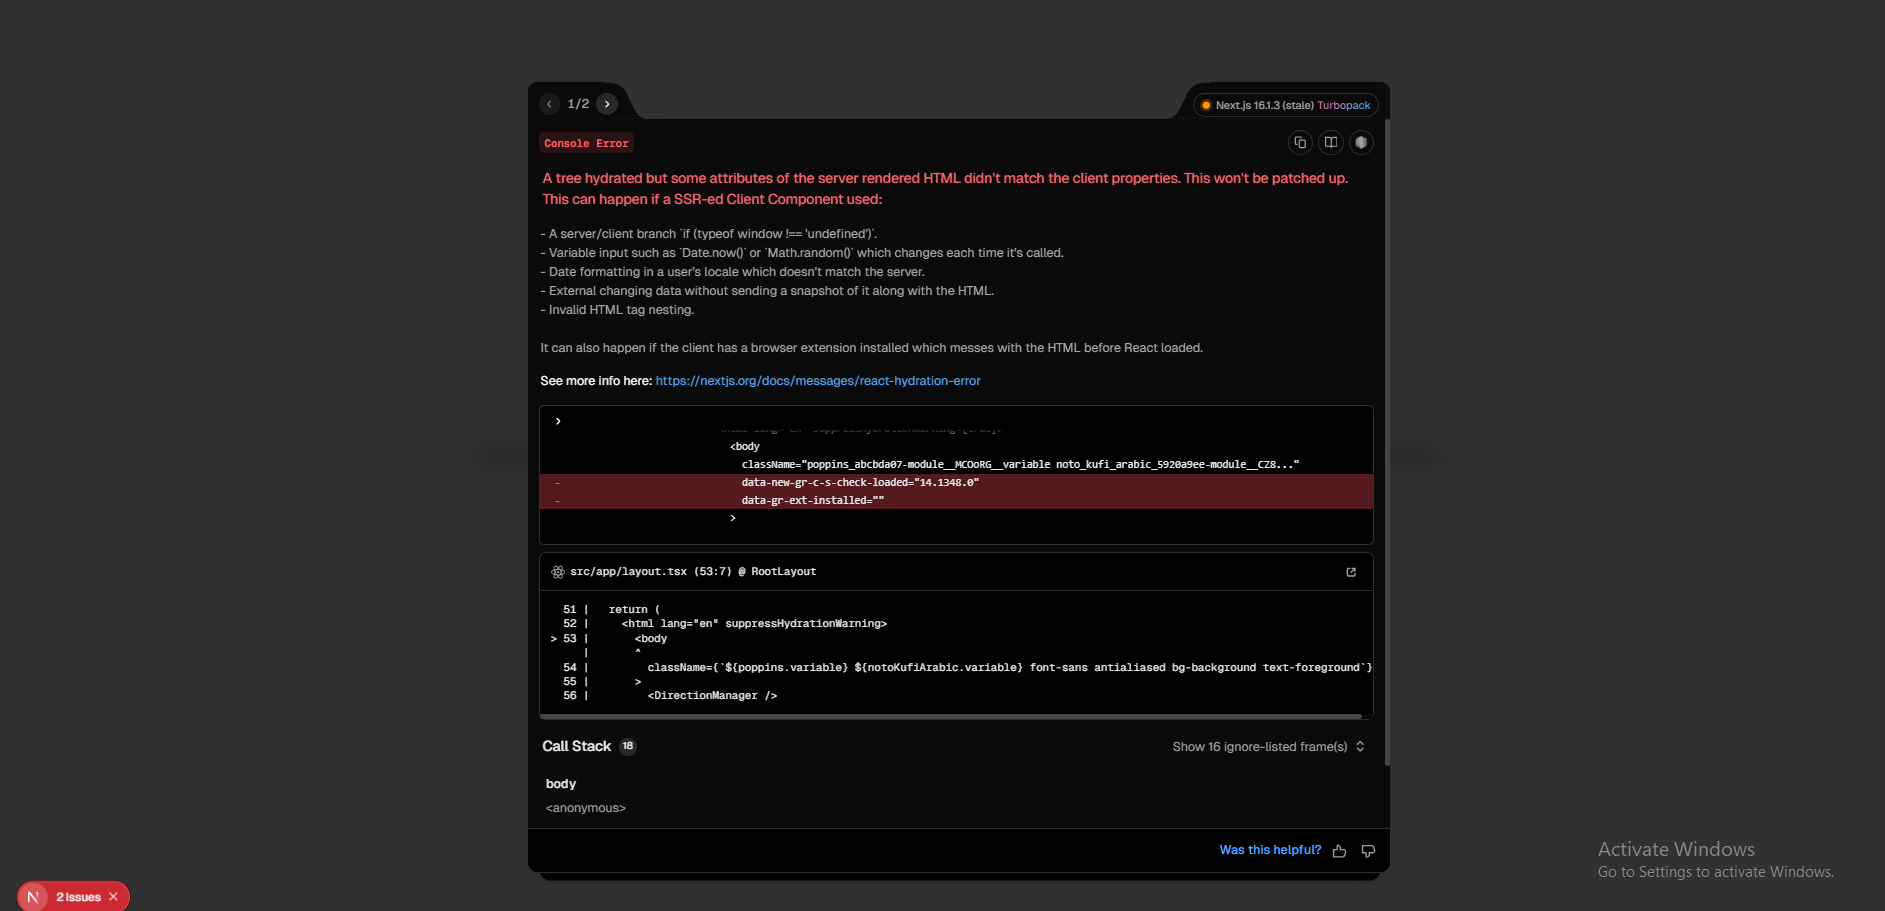 1/2
Next.js 16.1.3 (stale) Turbopack
Console Error
A tree hydrated but some attributes of the server rendered HTML didn't match the client properties. This won't be patched up.
This can happen if a SSR-ed Client Component used:
- A server/client branch `if (typeof window !== 'undefined')`.
- Variable input such as `Date.now()` or `Math.random()` which changes each time it's called.
- Date formatting in a user's locale which doesn't match the server.
- External changing data without sending a snapshot of it along with the HTML.
- Invalid HTML tag nesting.
It can also happen if the client has a browser extension installed which messes with the HTML before React loaded.
See more info here: https://nextjs.org/docs/messages/react-hydration-error
<body
className="poppins_abcbda07-module__MCOoRG__variable noto_kufi_arabic_5920a9ee-module__CZ8..."
- data-new-gr-c-s-check-loaded="14.1348.0"
- data-gr-ext-installed=""
>
src/app/layout.tsx (53:7) @ RootLayout
51 | return (
52 | <html lang="en" suppressHydrationWarning>
> 53 | <body
| ^
54 | className={`${poppins.variable} ${notoKufiArabic.variable} font-sans antialiased bg-background text-foreground`}
55 | >
56 | <DirectionManager />
Call Stack 18
Show 16 ignore-listed frame(s)
body
<anonymous>
Was this helpful?
Activate Windows
Go to Settings to activate Windows.
N 2 Issues